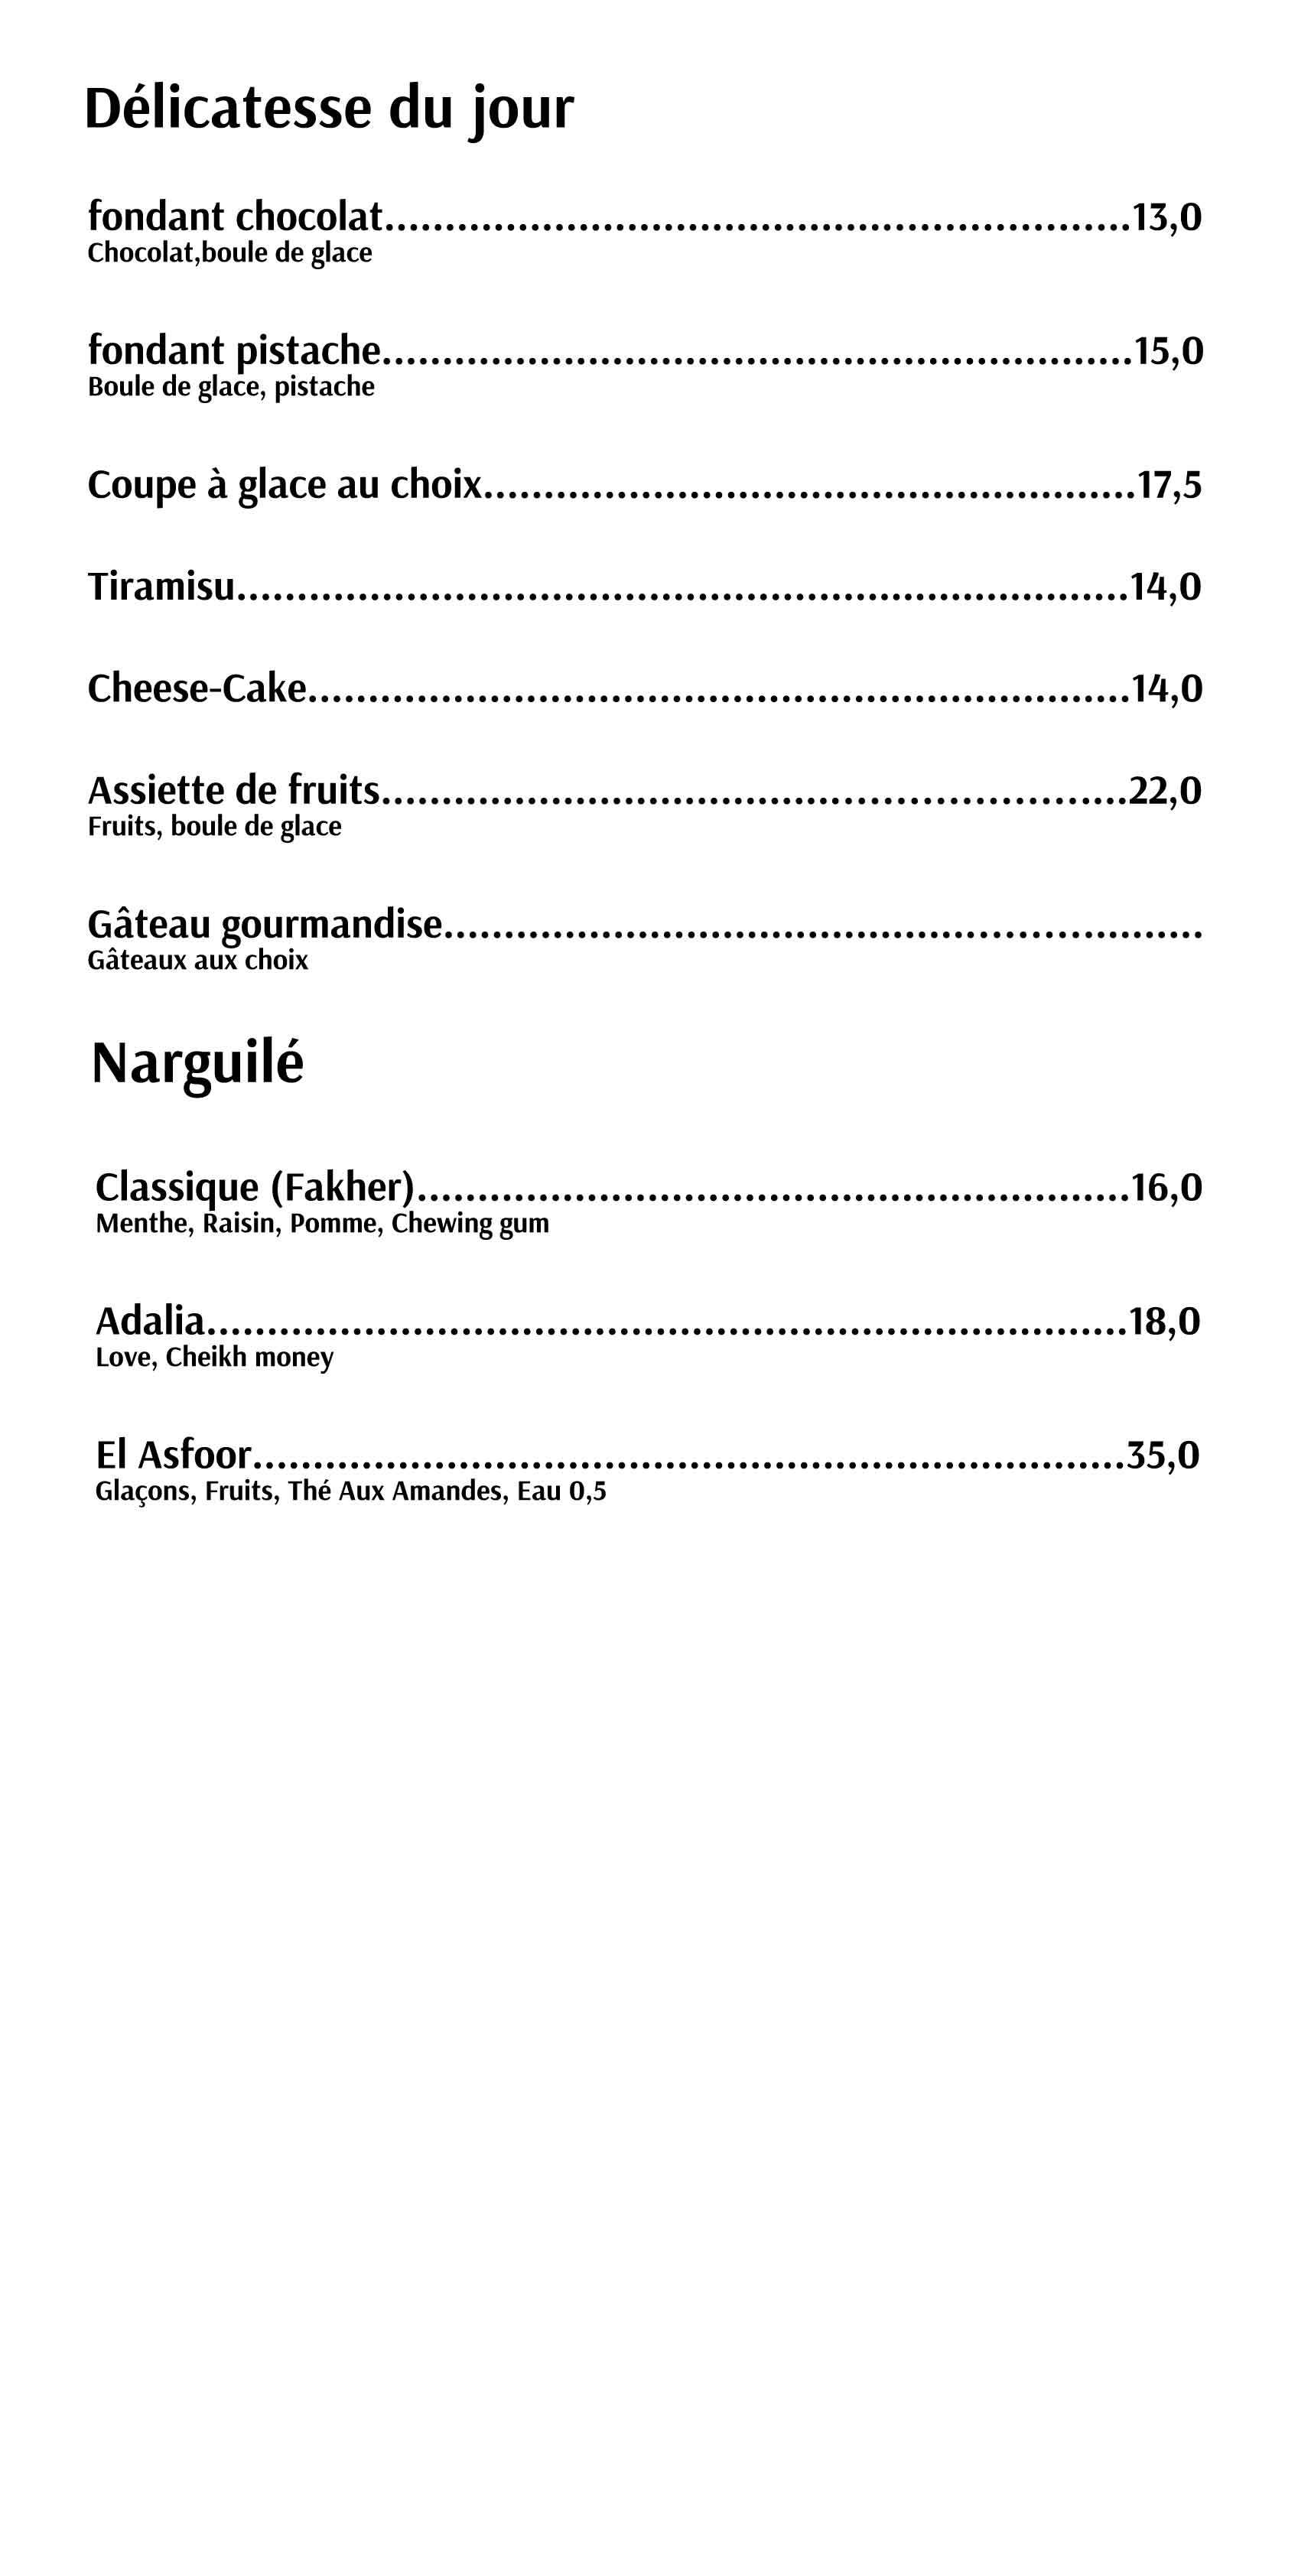 Délicatesse du jour
fondant chocolat.............................................................13,0
Chocolat,boule de glace
fondant pistache.............................................................15,0
Boule de glace, pistache
Coupe à glace au choix.....................................................17,5
Tiramisu.........................................................................14,0
Cheese-Cake...................................................................14,0
Assiette de fruits............................................................22,0
Fruits, boule de glace
Gâteau gourmandise.............................................................
Gâteaux aux choix
Narguilé
Classique (Fakher)..........................................................16,0
Menthe, Raisin, Pomme, Chewing gum
Adalia...........................................................................18,0
Love, Cheikh money
El Asfoor.......................................................................35,0
Glaçons, Fruits, Thé Aux Amandes, Eau 0,5